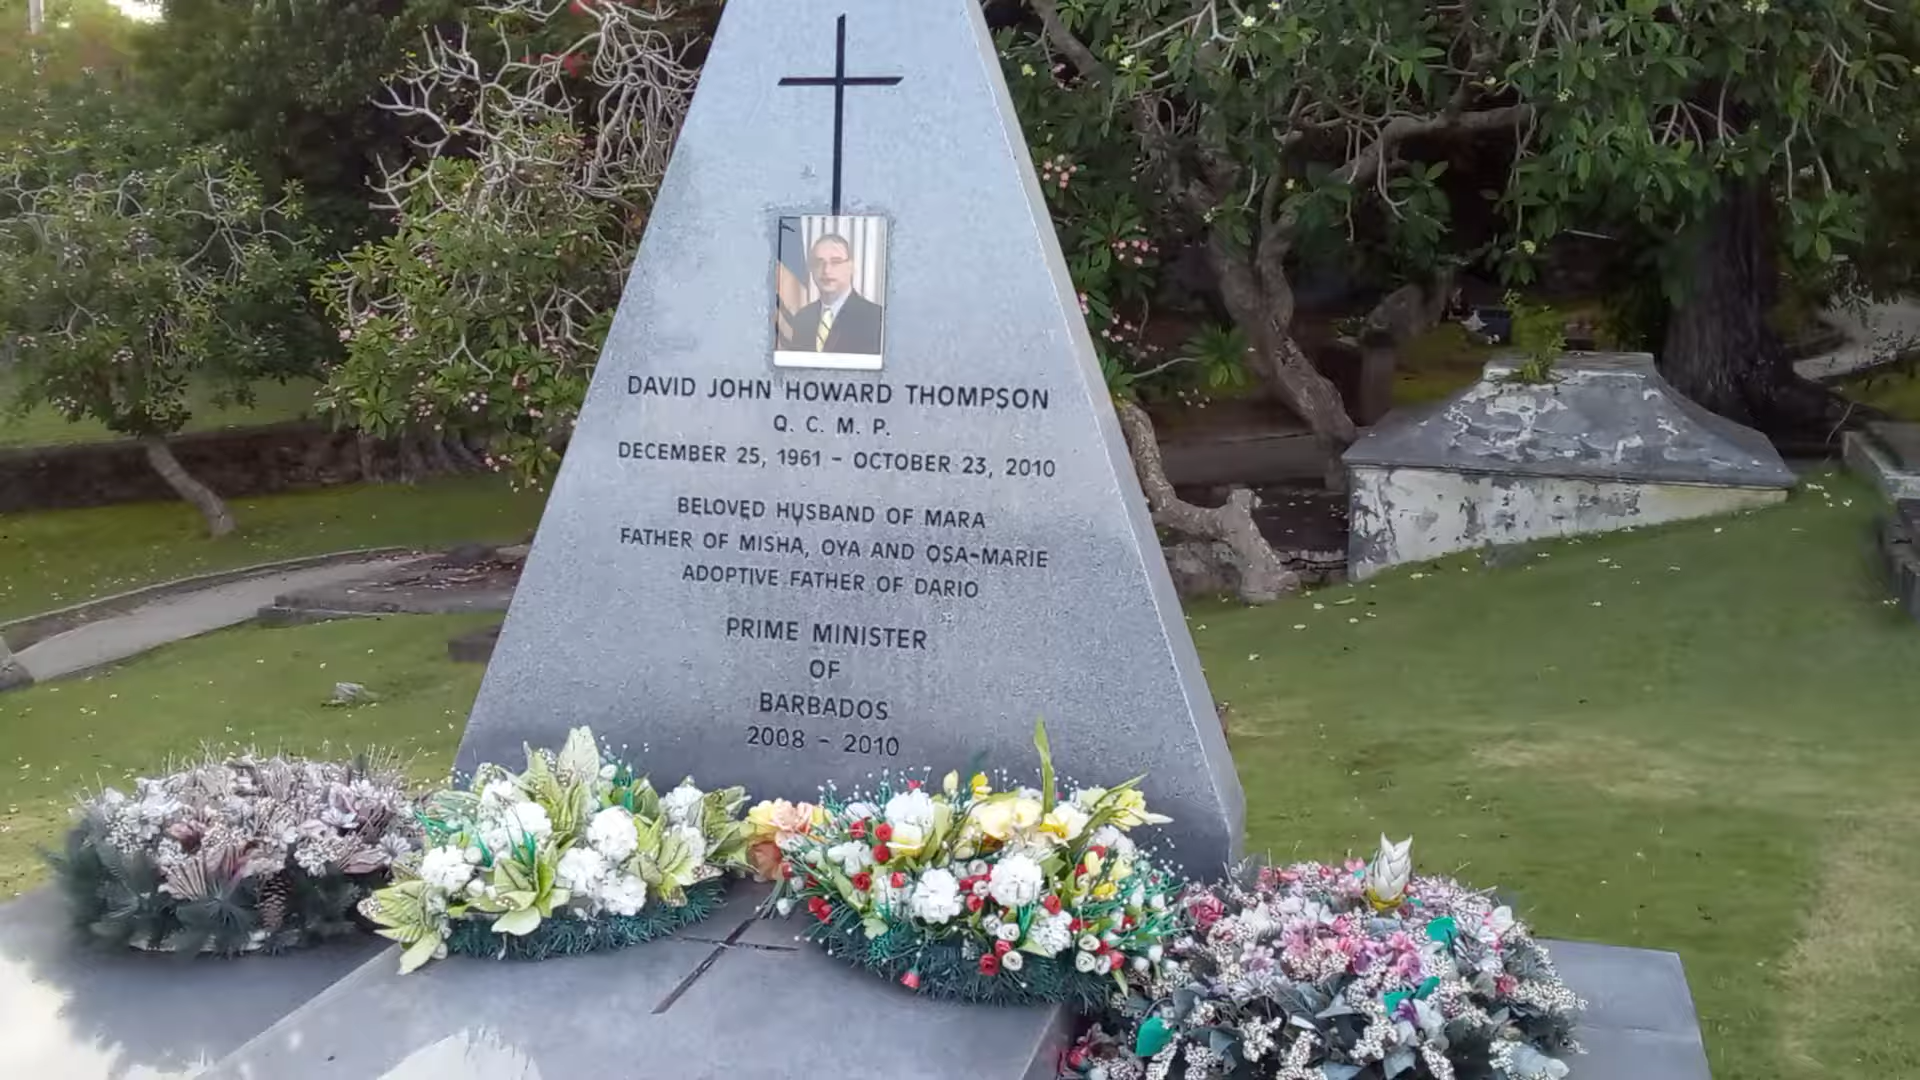 DAVID JOHN HOWARD THOMPSON
Q. C. M. P.
DECEMBER 25, 1961 - OCTOBER 23, 2010
BELOVED HUSBAND OF MARA
FATHER OF MISHA, OYA AND OSA-MARIE
ADOPTIVE FATHER OF DARIO
PRIME MINISTER
OF
BARBADOS
2008 - 2010